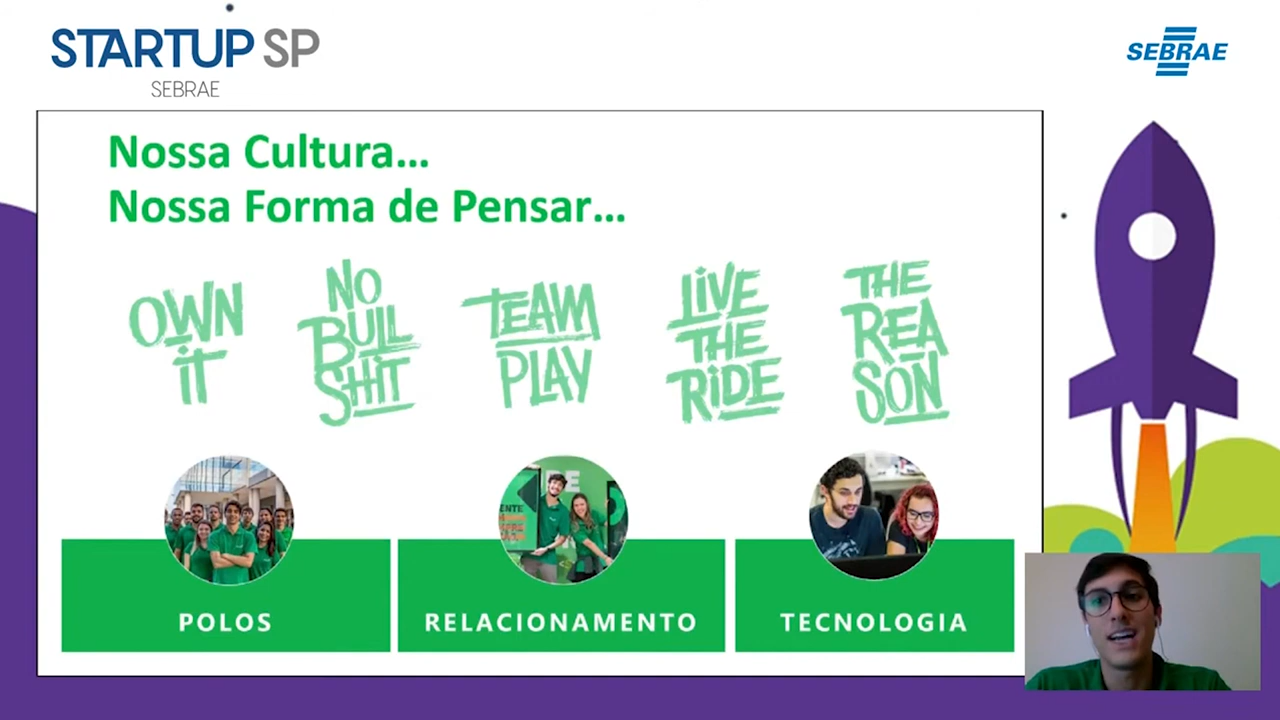 STARTUP SP
SEBRAE
SEBRAE
Nossa Cultura...
Nossa Forma de Pensar...
OWN
iT
NO
BULL
SHiT
TEAM
PLAY
LiVE
THE
RiDE
THE
REA
SON
POLOS
RELACIONAMENTO
TECNOLOGIA